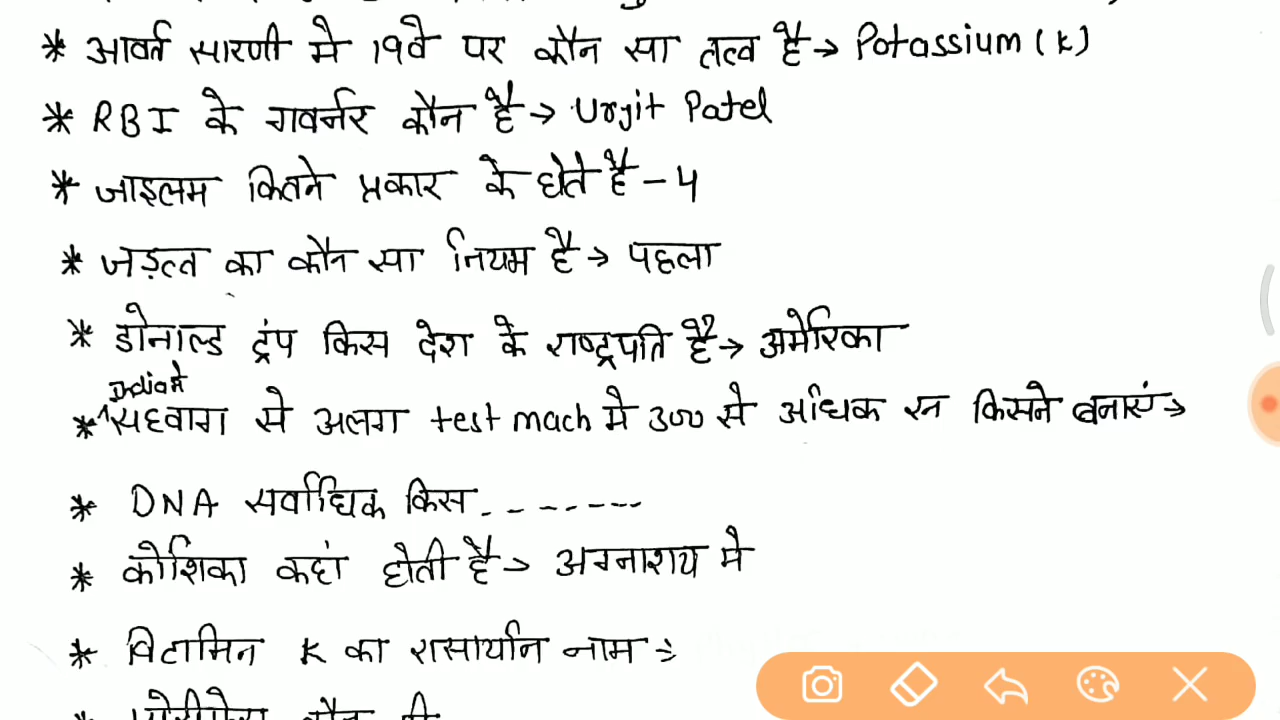 * आवर्त सारणी मे 19वे पर कौन सा तत्व है → Potassium (K)
* RBI के गवर्नर कौन है → Urjit Patel
* जाइलम कितने प्रकार के होते है - 4
* जड़त्व का कौन सा नियम है → पहला
* डोनाल्ड ट्रंप किस देश के राष्ट्रपति है? → अमेरिका
India मे
* सहवाग से अलग test mach मे 300 से अधिक रन किसने बनाएं →
* DNA सर्वाधिक किस - - - - - - -
* कोशिका कहां होती है → अग्नाशय मे
* विटामिन K का रासायनि नाम →
* कौन